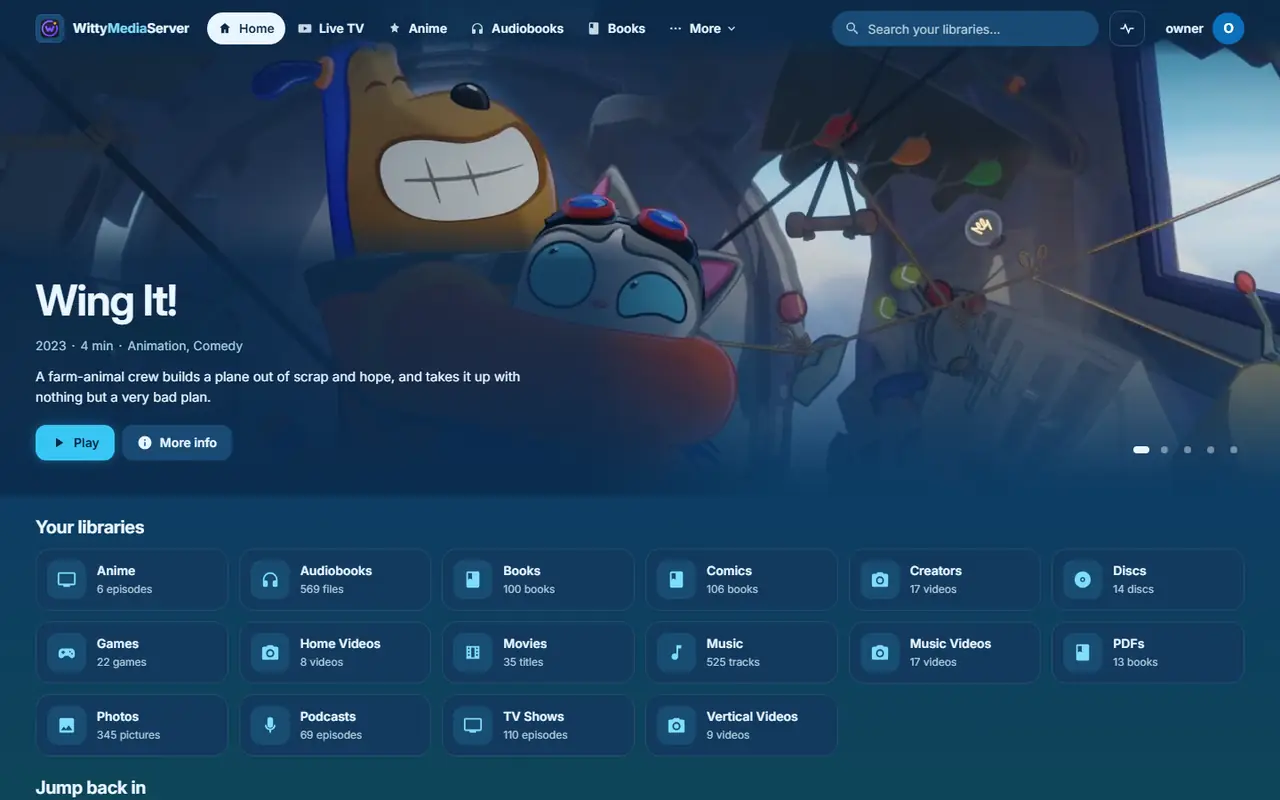 WittyMediaServer
Home
Live TV
Anime
Audiobooks
Books
More
Search your libraries...
owner
O
Wing It!
2023 · 4 min · Animation, Comedy
A farm-animal crew builds a plane out of scrap and hope, and takes it up with
nothing but a very bad plan.
Play
More info
Your libraries
Anime
6 episodes
Audiobooks
569 files
Books
100 books
Comics
106 books
Creators
17 videos
Discs
14 discs
Games
22 games
Home Videos
8 videos
Movies
35 titles
Music
525 tracks
Music Videos
17 videos
PDFs
13 books
Photos
345 pictures
Podcasts
69 episodes
TV Shows
110 episodes
Vertical Videos
9 videos
Jump back in